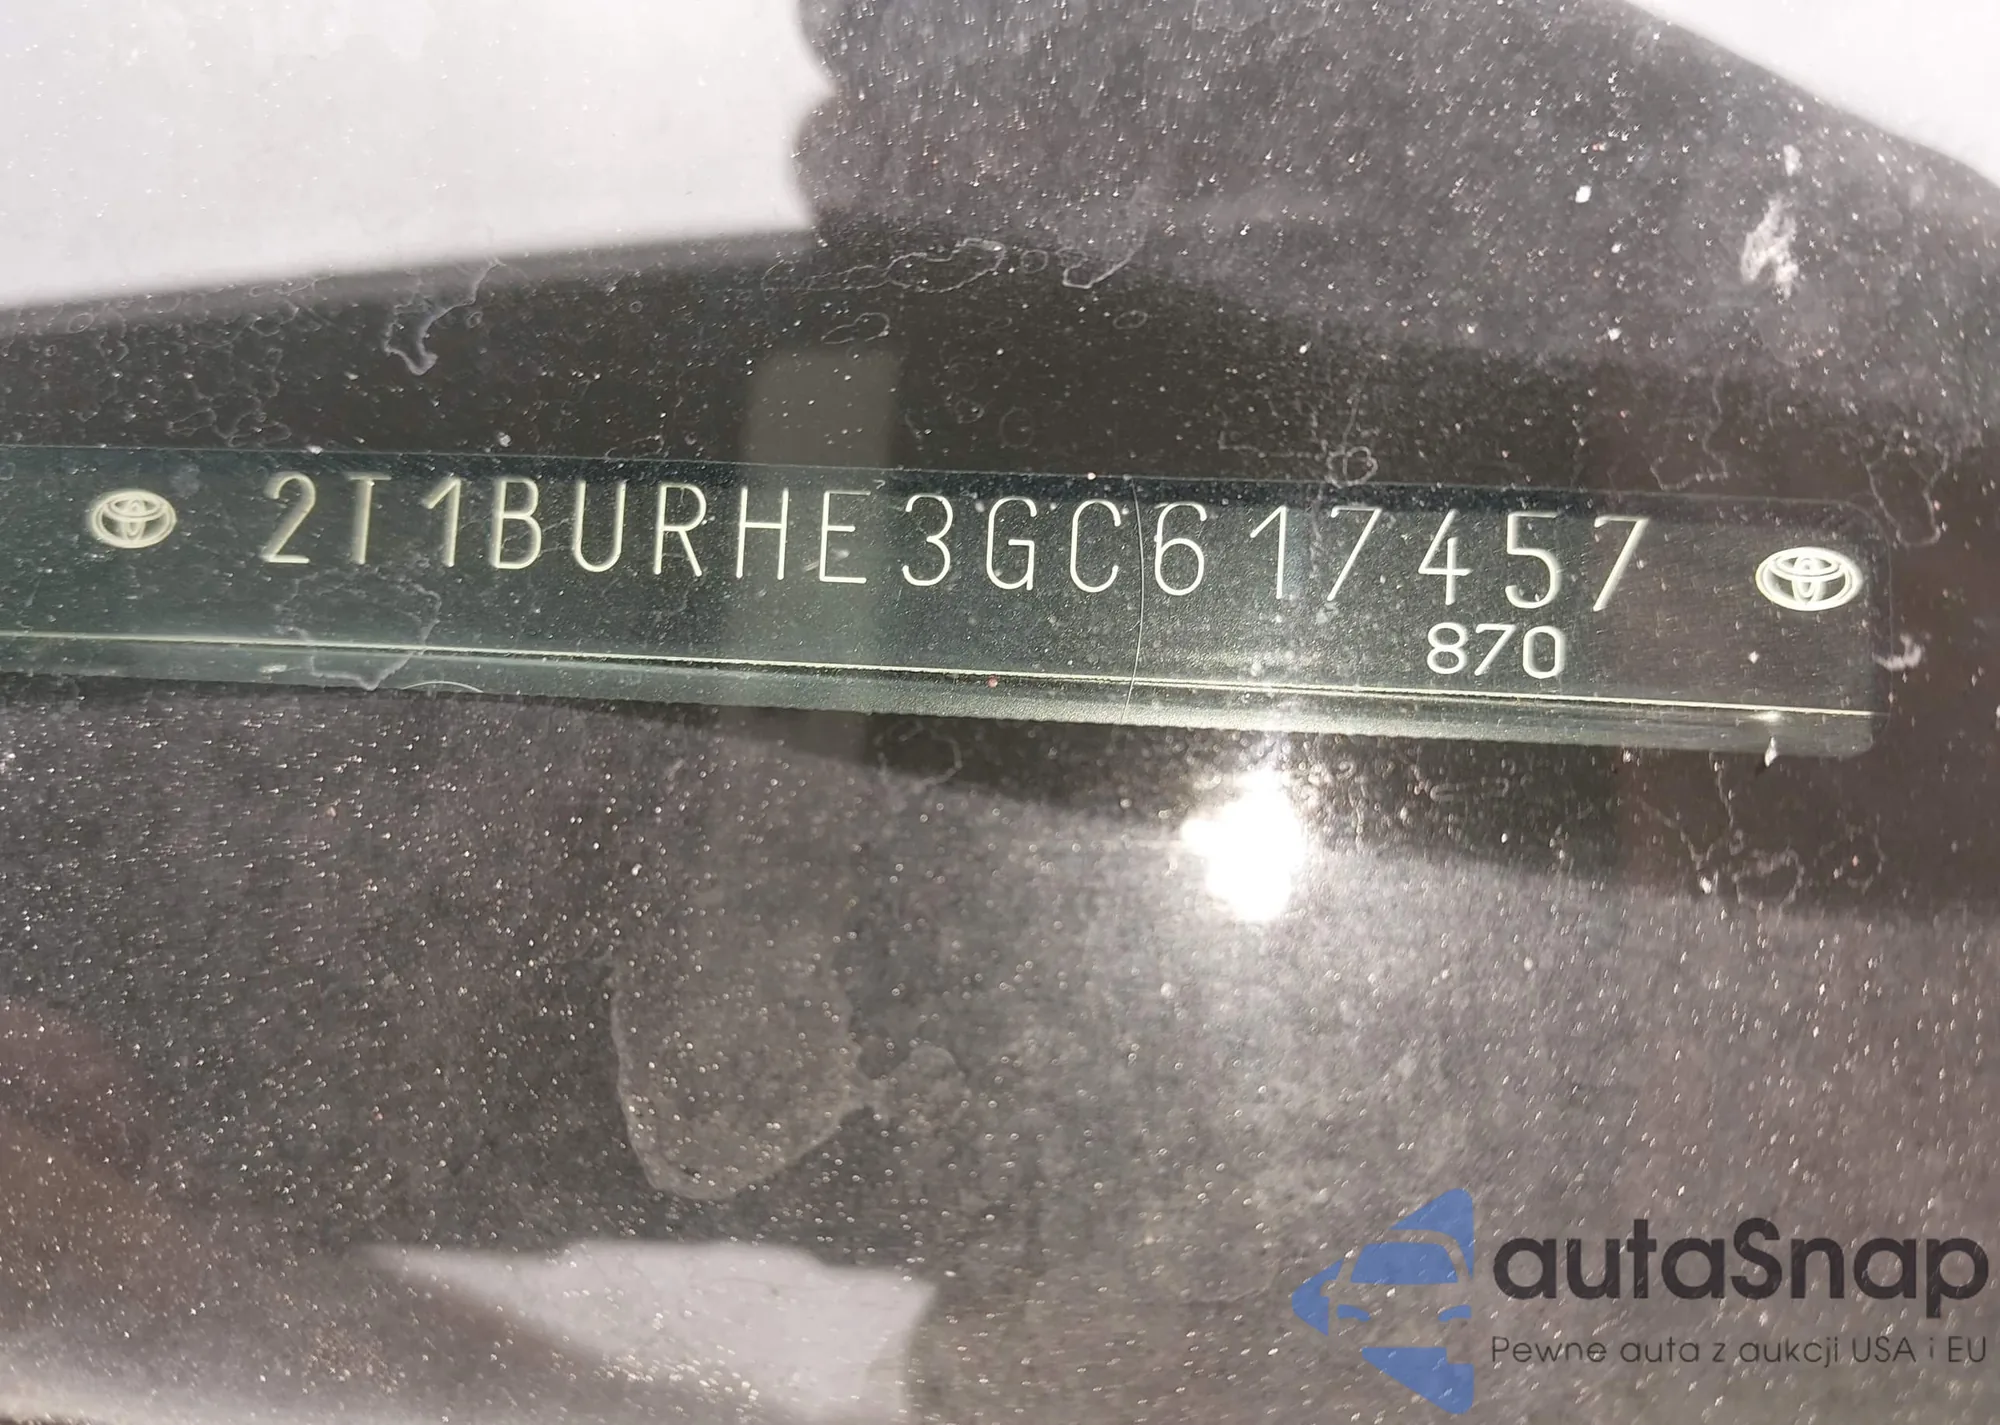 2T1BURHE3GC617457
870
autaSnap
Pewne auta z aukcji USA i EU